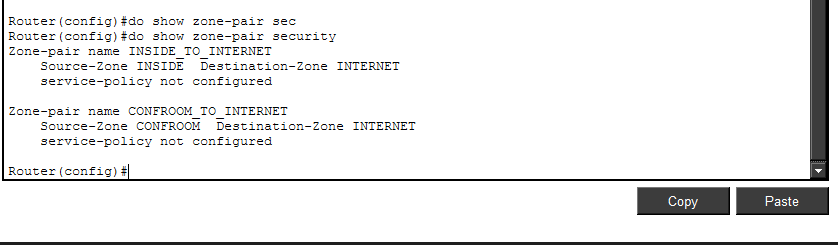 Router(config)#do show zone-pair sec
Router(config)#do show zone-pair security
Zone-pair name INSIDE_TO_INTERNET
    Source-Zone INSIDE  Destination-Zone INTERNET
    service-policy not configured

Zone-pair name CONFROOM_TO_INTERNET
    Source-Zone CONFROOM  Destination-Zone INTERNET
    service-policy not configured

Router(config)#
Copy
Paste